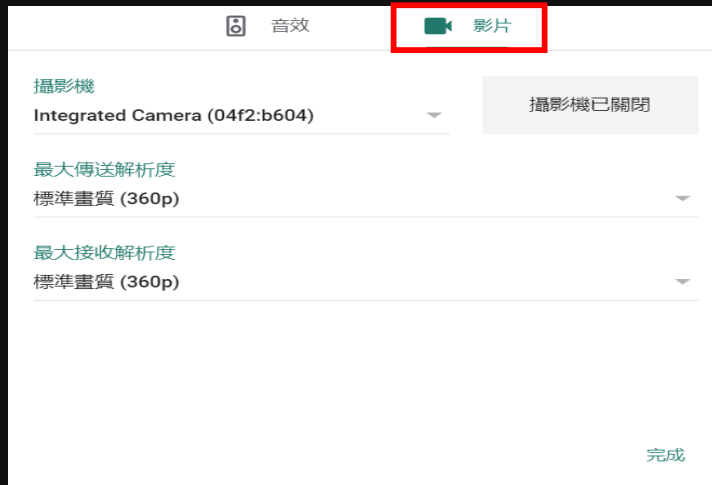 音效
影片
攝影機
Integrated Camera (04f2:b604)
攝影機已關閉
最大傳送解析度
標準畫質 (360p)
最大接收解析度
標準畫質 (360p)
完成